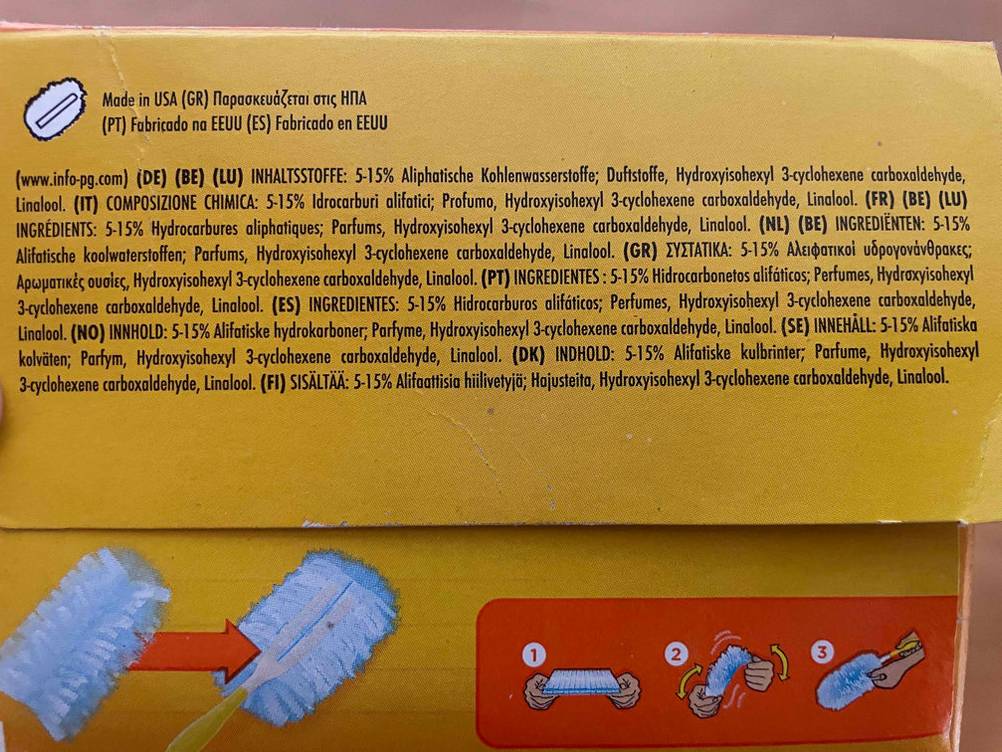 Made in USA (GR) Παρασκευάζεται στις ΗΠΑ
(PT) Fabricado na EEUU (ES) Fabricado en EEUU
(www.info-pg.com) (DE) (BE) (LU) INHALTSSTOFFE: 5-15% Aliphatische Kohlenwasserstoffe; Duftstoffe, Hydroxyisohexyl 3-cyclohexene carboxaldehyde,
Linalool. (IT) COMPOSIZIONE CHIMICA: 5-15% Idrocarburi alifatici; Profumo, Hydroxyisohexyl 3-cyclohexene carboxaldehyde, Linalool. (FR) (BE) (LU)
INGRÉDIENTS: 5-15% Hydrocarbures aliphatiques; Parfums, Hydroxyisohexyl 3-cyclohexene carboxaldehyde, Linalool. (NL) (BE) INGREDIËNTEN: 5-15%
Alifatische koolwaterstoffen; Parfums, Hydroxyisohexyl 3-cyclohexene carboxaldehyde, Linalool. (GR) ΣΥΣΤΑΤΙΚΑ: 5-15% Αλειφατικοί υδρογονάνθρακες;
Αρωματικές ουσίες, Hydroxyisohexyl 3-cyclohexene carboxaldehyde, Linalool. (PT) INGREDIENTES : 5-15% Hidrocarbonetos alifáticos; Perfumes, Hydroxyisohexyl
3-cyclohexene carboxaldehyde, Linalool. (ES) INGREDIENTES: 5-15% Hidrocarburos alifáticos; Perfumes, Hydroxyisohexyl 3-cyclohexene carboxaldehyde,
Linalool. (NO) INNHOLD: 5-15% Alifatiske hydrokarboner; Parfyme, Hydroxyisohexyl 3-cyclohexene carboxaldehyde, Linalool. (SE) INNEHÅLL: 5-15% Alifatiska
kolväten; Parfym, Hydroxyisohexyl 3-cyclohexene carboxaldehyde, Linalool. (DK) INDHOLD: 5-15% Alifatiske kulbrinter; Parfume, Hydroxyisohexyl
3-cyclohexene carboxaldehyde, Linalool. (FI) SISÄLTÄÄ: 5-15% Alifaattisia hiilivetyjä; Hajusteita, Hydroxyisohexyl 3-cyclohexene carboxaldehyde, Linalool.
1 2 3